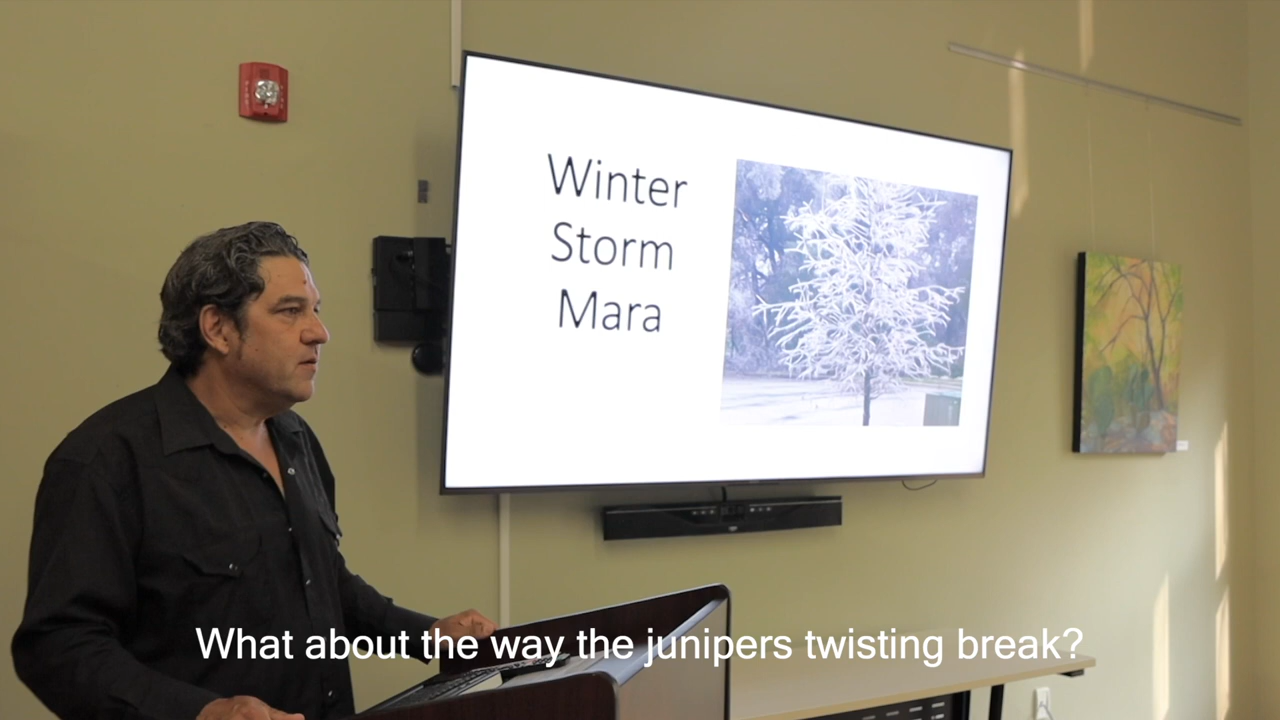 Winter
Storm
Mara
What about the way the junipers twisting break?